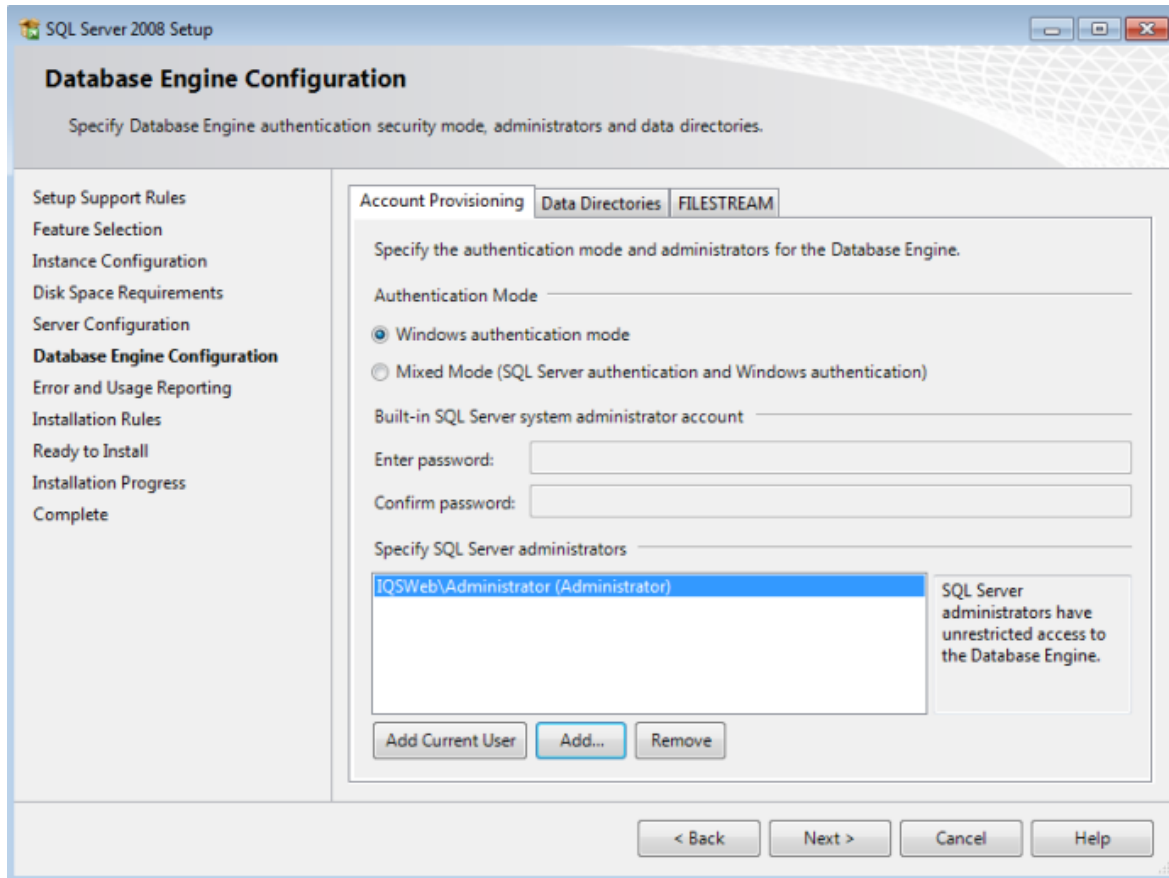 SQL Server 2008 Setup
Database Engine Configuration
Specify Database Engine authentication security mode, administrators and data directories.
Setup Support Rules
Feature Selection
Instance Configuration
Disk Space Requirements
Server Configuration
Database Engine Configuration
Error and Usage Reporting
Installation Rules
Ready to Install
Installation Progress
Complete
Account Provisioning Data Directories FILESTREAM
Specify the authentication mode and administrators for the Database Engine.
Authentication Mode
Windows authentication mode
Mixed Mode (SQL Server authentication and Windows authentication)
Built-in SQL Server system administrator account
Enter password:
Confirm password:
Specify SQL Server administrators
IQSWeb\Administrator (Administrator)
SQL Server
administrators have
unrestricted access to
the Database Engine.
Add Current User Add... Remove
< Back Next > Cancel Help